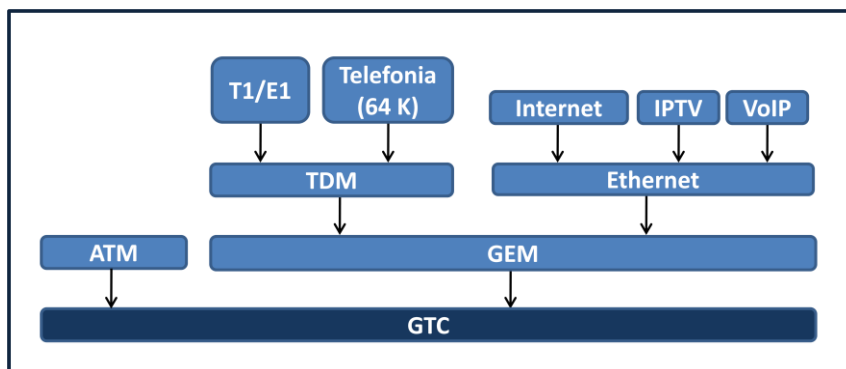 T1/E1
Telefonia
(64 K)
Internet
IPTV
VoIP
TDM
Ethernet
ATM
GEM
GTC